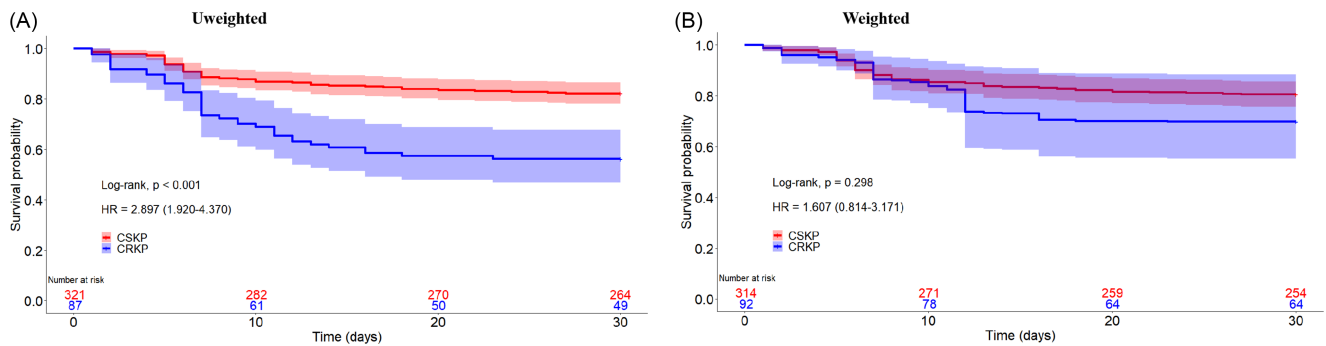 (A)
Uweighted
1.0
0.8
0.6
0.4
0.2
0.0
Survival probability
Log-rank, p < 0.001
HR = 2.897 (1.920-4.370)
CSKP
CRKP
Number at risk
321 282 270 264
87 61 50 49
0 10 20 30
Time (days)
(B)
Weighted
1.0
0.8
0.6
0.4
0.2
0.0
Survival probability
Log-rank, p = 0.298
HR = 1.607 (0.814-3.171)
CSKP
CRKP
Number at risk
314 271 259 254
92 78 64 64
0 10 20 30
Time (days)